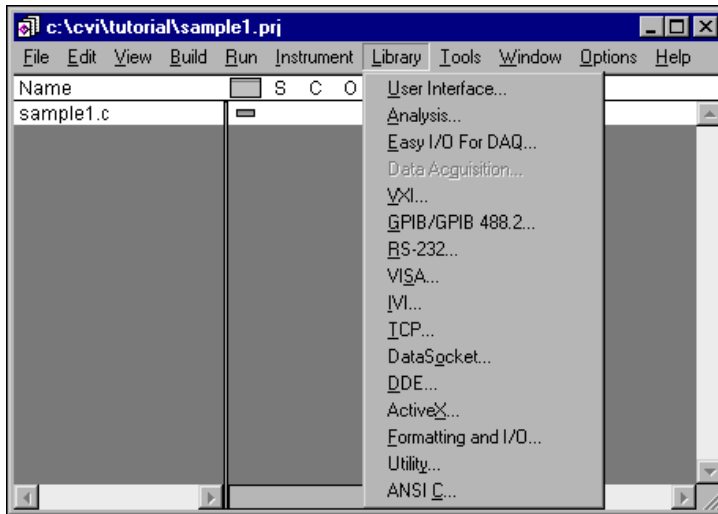 c:\cvi\tutorial\sample1.prj
File Edit View Build Run Instrument Library Tools Window Options Help
Name S C O
sample1.c
User Interface...
Analysis...
Easy I/O For DAQ...
Data Acquisition...
VXI...
GPIB/GPIB 488.2...
RS-232...
VISA...
IVI...
TCP...
DataSocket...
DDE...
ActiveX...
Formatting and I/O...
Utility...
ANSI C...